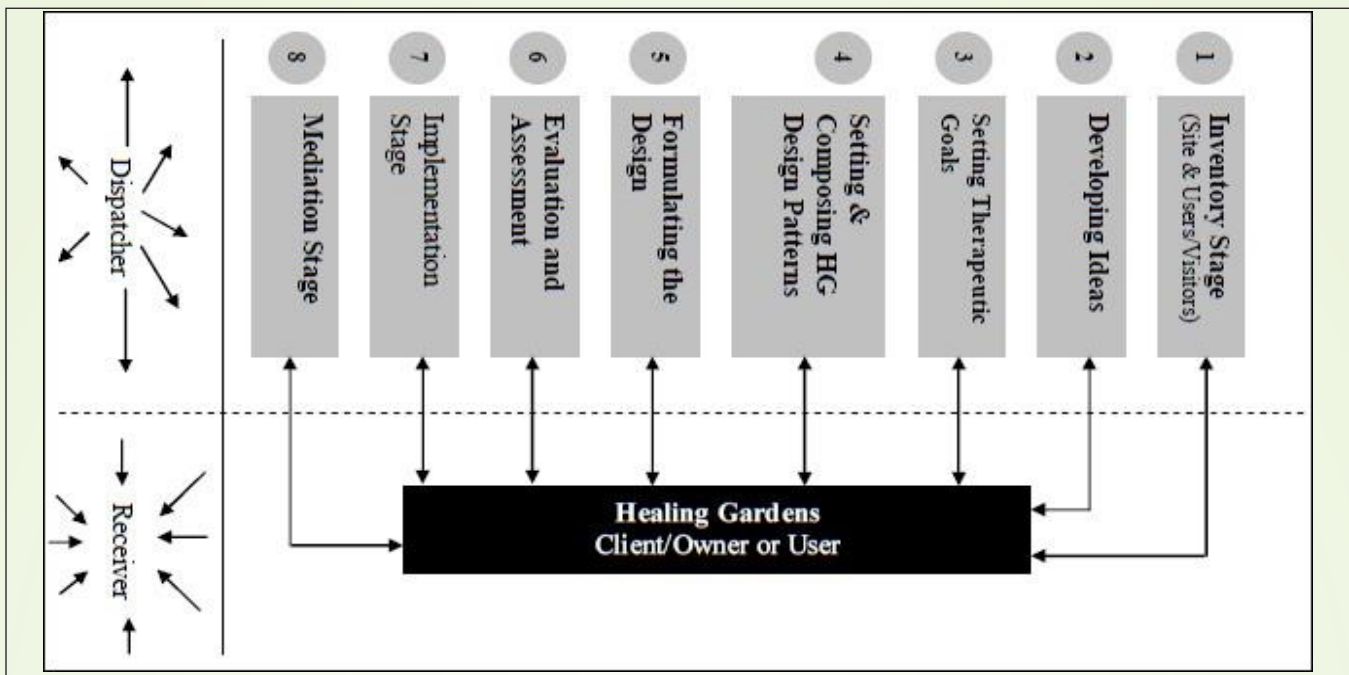 1
Inventory Stage
(Site & Users/Visitors)
2
Developing Ideas
3
Setting Therapeutic
Goals
4
Setting &
Composing HG
Design Patterns
5
Formulating the
Design
6
Evaluation and
Assessment
7
Implementation
Stage
8
Mediation Stage
Dispatcher
Healing Gardens
Client/Owner or User
Receiver